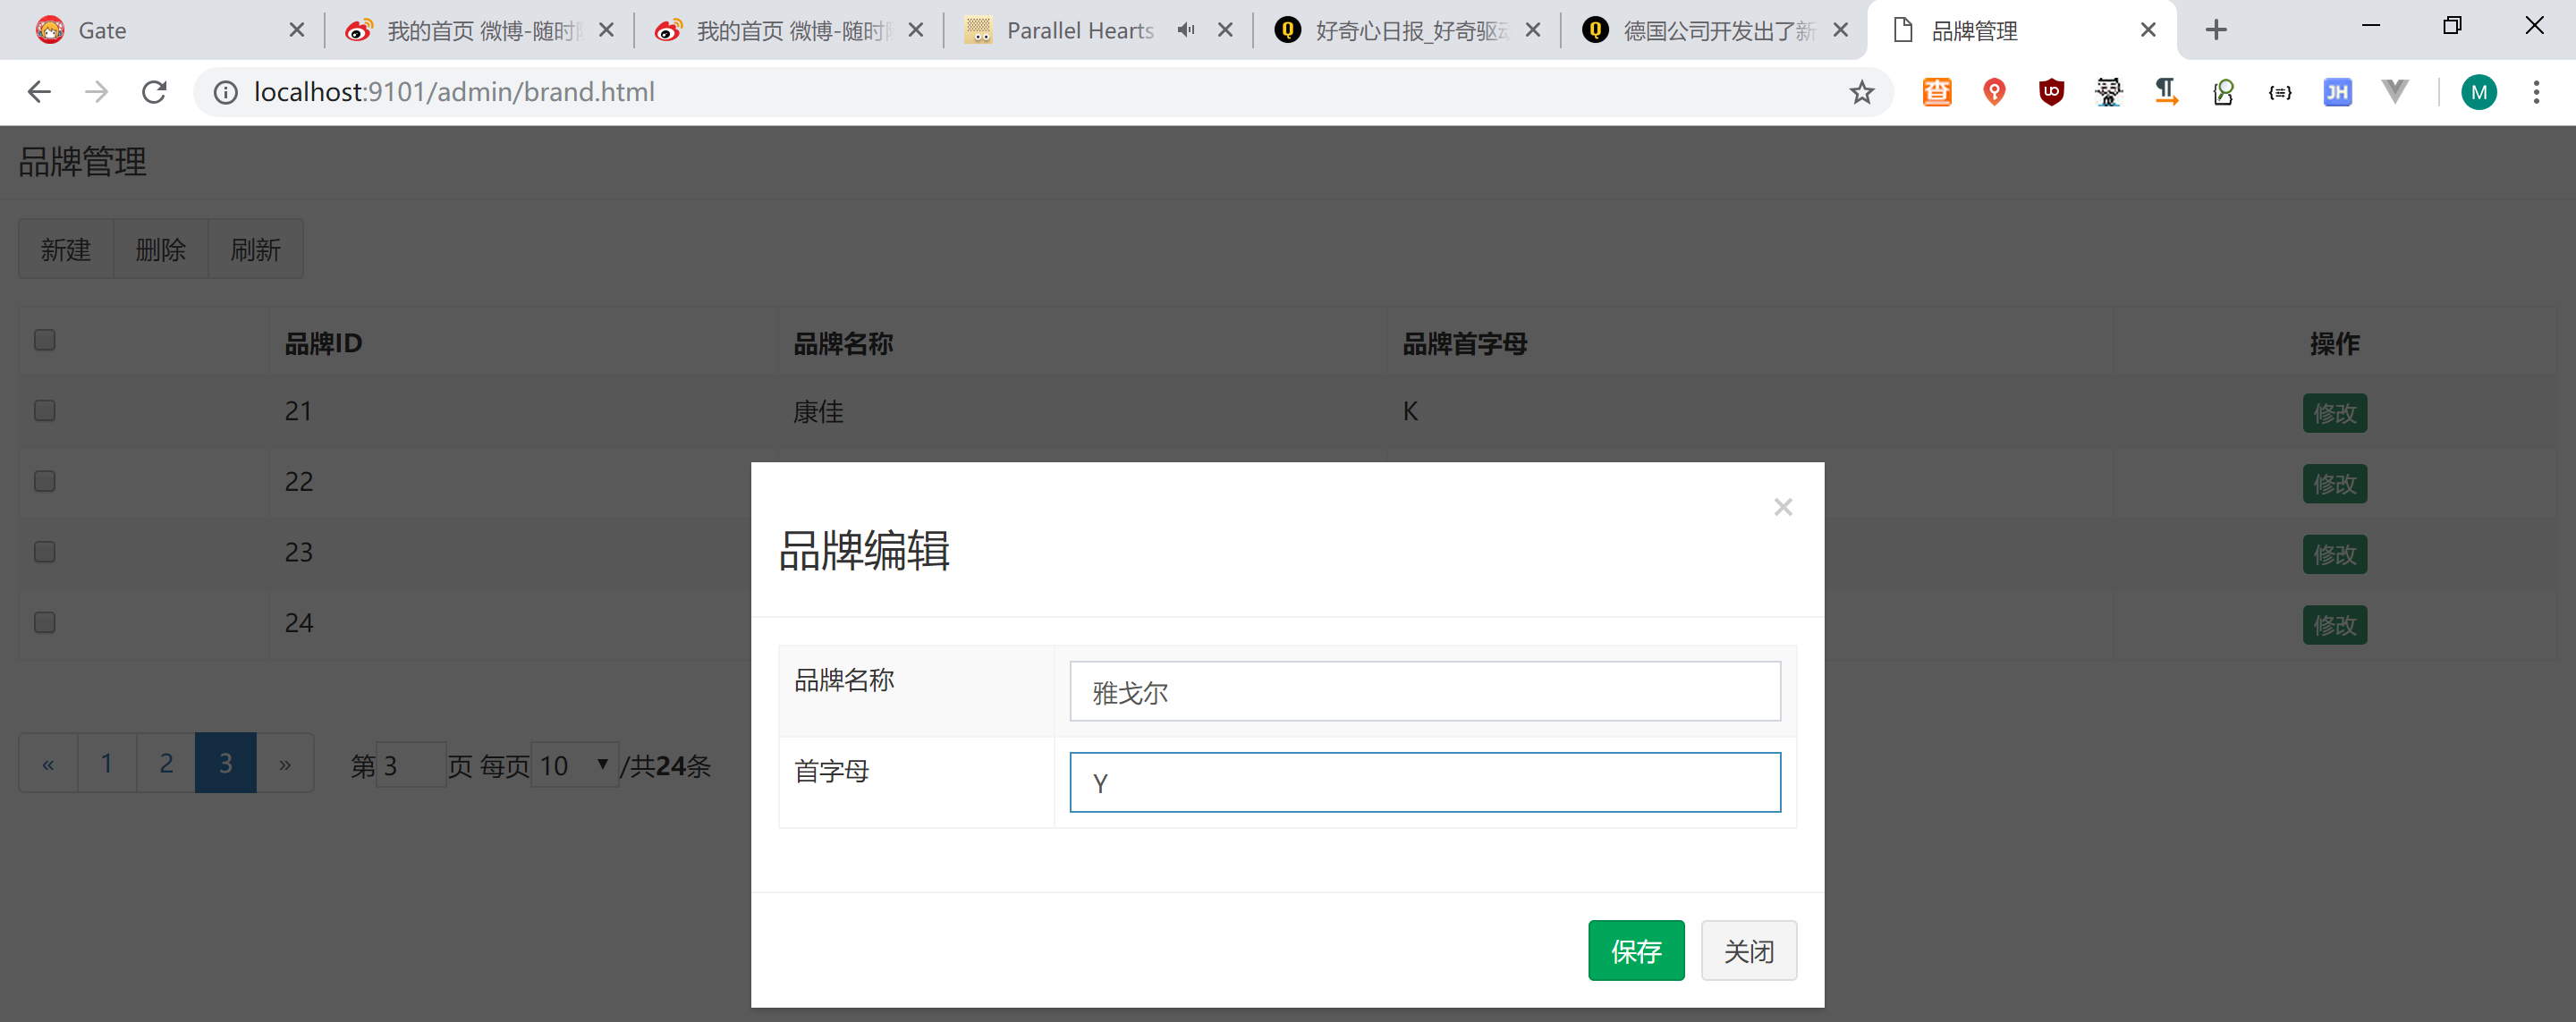 Gate
我的首页 微博-随时
我的首页 微博-随时
Parallel Hearts
好奇心日报_好奇驱
德国公司开发出了新
品牌管理
localhost:9101/admin/brand.html
查
UO
{≡}
JH
M
品牌管理
新建 删除 刷新
品牌ID 品牌名称 品牌首字母 操作
21 康佳 K 修改
22 修改
23 修改
24 修改
« 1 2 3 » 第3页 每页10/共24条
×
品牌编辑
品牌名称 雅戈尔
首字母 Y
保存 关闭